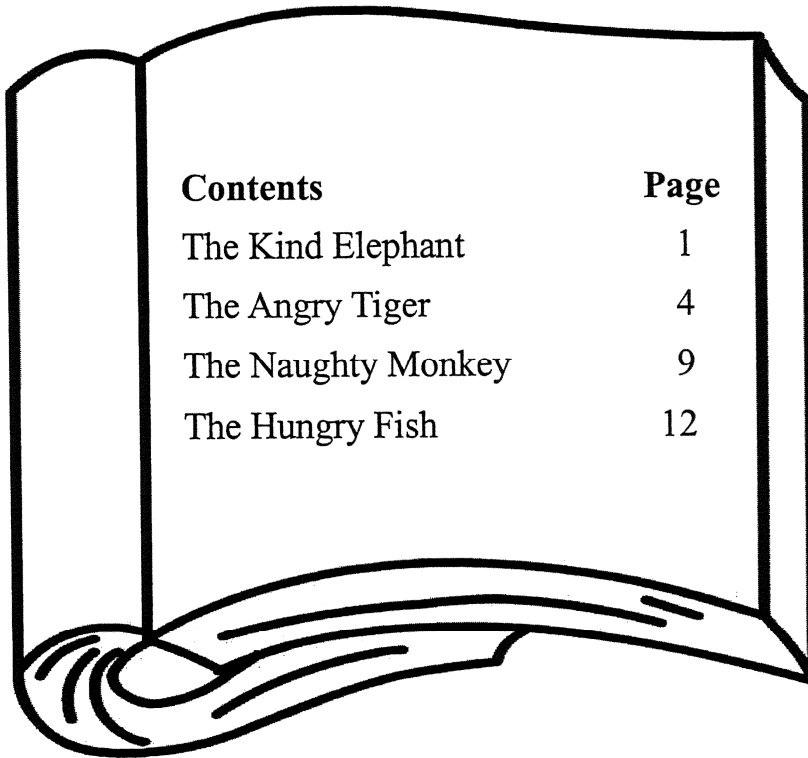 Contents Page
The Kind Elephant 1
The Angry Tiger 4
The Naughty Monkey 9
The Hungry Fish 12